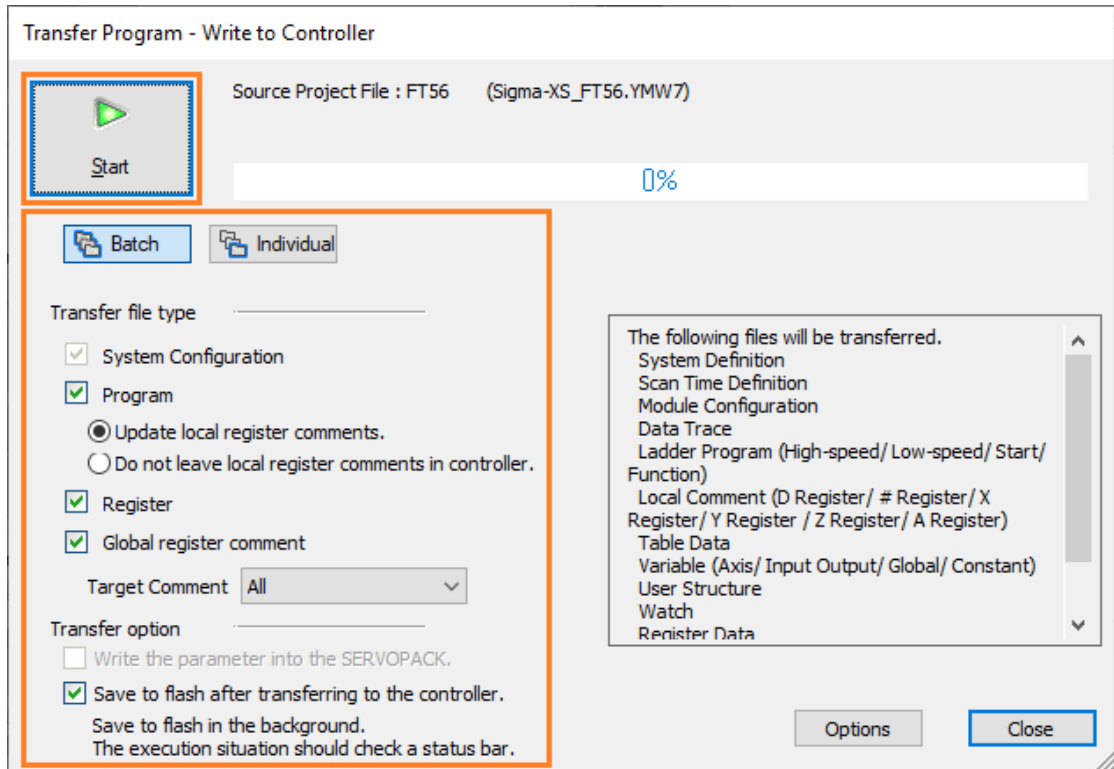 Transfer Program - Write to Controller
Start
Source Project File : FT56 (Sigma-XS_FT56.YMW7)
0%
Batch
Individual
Transfer file type
System Configuration
Program
Update local register comments.
Do not leave local register comments in controller.
Register
Global register comment
Target Comment All
Transfer option
Write the parameter into the SERVOPACK.
Save to flash after transferring to the controller.
Save to flash in the background.
The execution situation should check a status bar.
The following files will be transferred.
System Definition
Scan Time Definition
Module Configuration
Data Trace
Ladder Program (High-speed/ Low-speed/ Start/
Function)
Local Comment (D Register/ # Register/ X
Register/ Y Register / Z Register/ A Register)
Table Data
Variable (Axis/ Input Output/ Global/ Constant)
User Structure
Watch
Register Data
Options
Close